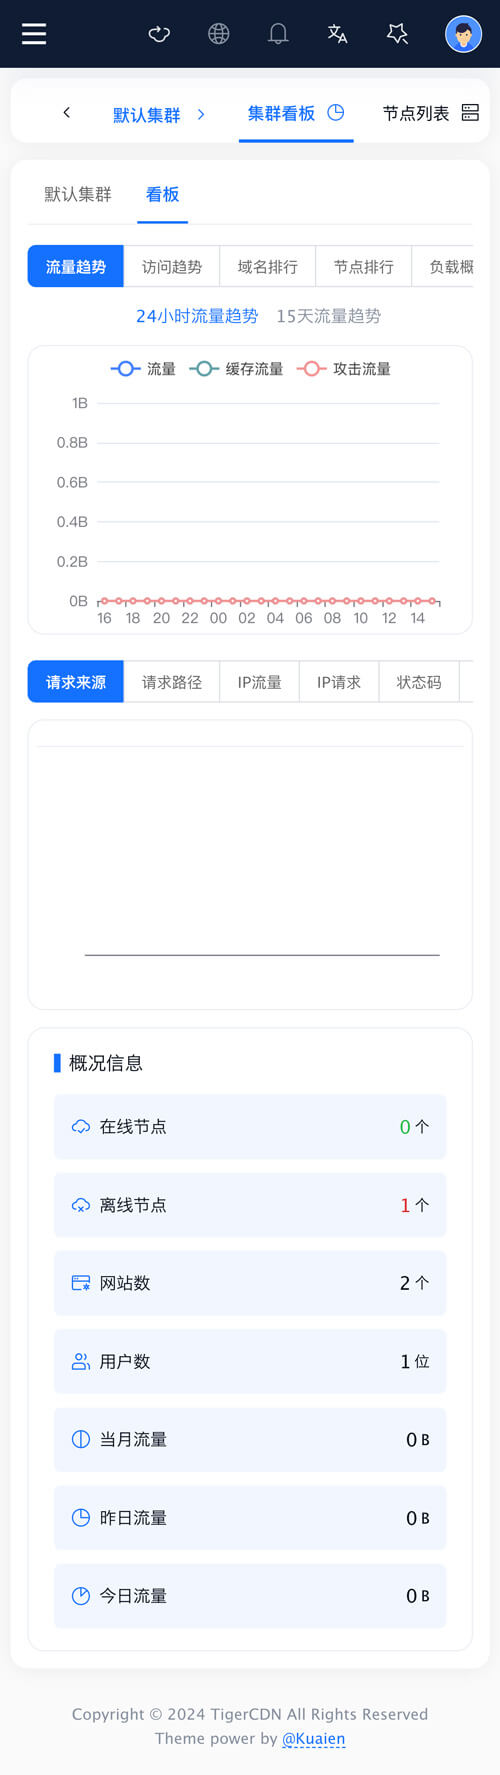 默认集群 集群看板 节点列表
默认集群 看板
流量趋势 访问趋势 域名排行 节点排行 负载概
24小时流量趋势 15天流量趋势
流量 缓存流量 攻击流量
1B
0.8B
0.6B
0.4B
0.2B
0B
16 18 20 22 00 02 04 06 08 10 12 14
请求来源 请求路径 IP流量 IP请求 状态码
概况信息
在线节点 0 个
离线节点 1 个
网站数 2 个
用户数 1 位
当月流量 0 B
昨日流量 0 B
今日流量 0 B
Copyright © 2024 TigerCDN All Rights Reserved
Theme power by @Kuaien